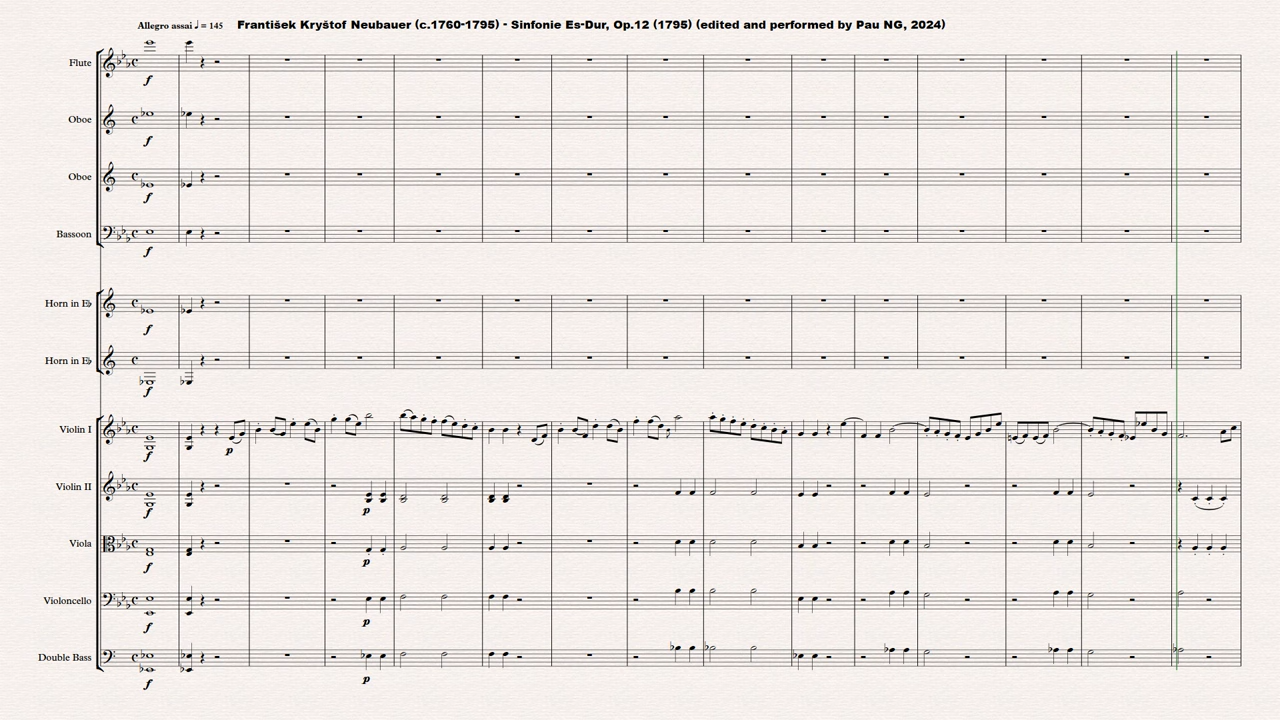 Allegro assai ♩ = 145 František Kryštof Neubauer (c.1760-1795) - Sinfonie Es-Dur, Op.12 (1795) (edited and performed by Pau NG, 2024)
Flute
f
Oboe
f
Oboe
f
Bassoon
f
Horn in E♭
f
Horn in E♭
f
Violin I
f p
Violin II
f p
Viola
f p
Violoncello
f p
Double Bass
f p